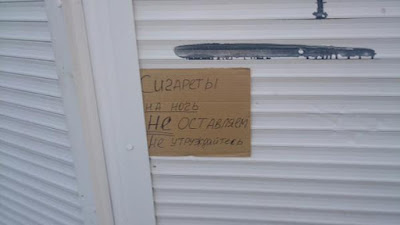 Сигареты
на ночь
не оставляем
не утруждайтесь